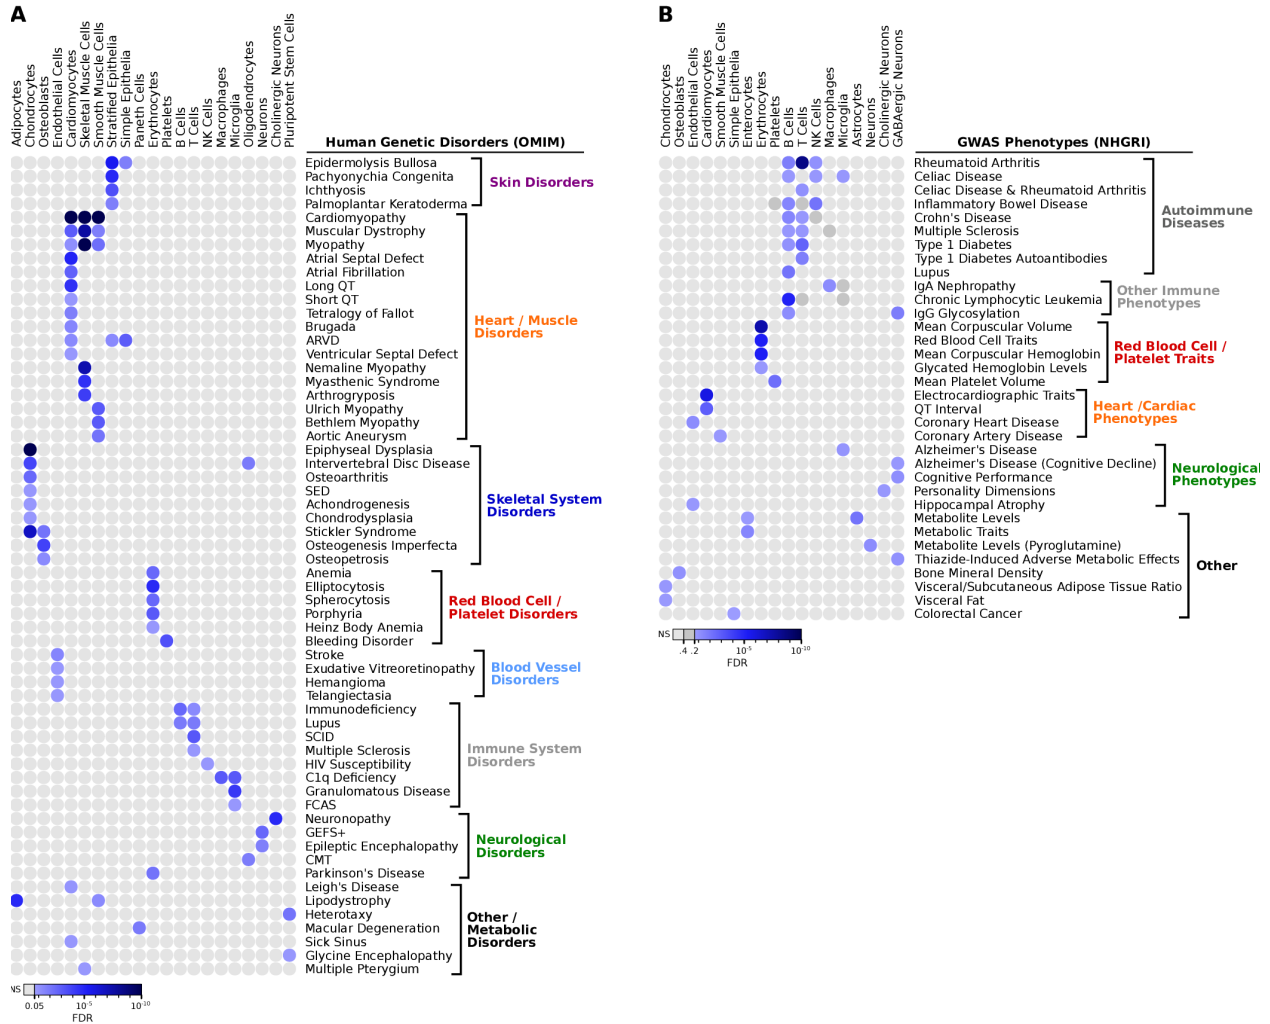 A
Adipocytes
Chondrocytes
Osteoblasts
Endothelial Cells
Cardiomyocytes
Skeletal Muscle Cells
Smooth Muscle Cells
Stratified Epithelia
Simple Epithelia
Paneth Cells
Erythrocytes
Platelets
B Cells
T Cells
NK Cells
Macrophages
Microglia
Oligodendrocytes
Neurons
Cholinergic Neurons
Pluripotent Stem Cells
Human Genetic Disorders (OMIM)
Epidermolysis Bullosa
Pachyonychia Congenita
Ichthyosis
Palmoplantar Keratoderma
Skin Disorders
Cardiomyopathy
Muscular Dystrophy
Myopathy
Atrial Septal Defect
Atrial Fibrillation
Long QT
Short QT
Tetralogy of Fallot
Brugada
ARVD
Ventricular Septal Defect
Nemaline Myopathy
Myasthenic Syndrome
Arthrogryposis
Ulrich Myopathy
Bethlem Myopathy
Aortic Aneurysm
Heart / Muscle
Disorders
Epiphyseal Dysplasia
Intervertebral Disc Disease
Osteoarthritis
SED
Achondrogenesis
Chondrodysplasia
Stickler Syndrome
Osteogenesis Imperfecta
Osteopetrosis
Skeletal System
Disorders
Anemia
Elliptocytosis
Spherocytosis
Porphyria
Heinz Body Anemia
Bleeding Disorder
Red Blood Cell /
Platelet Disorders
Stroke
Exudative Vitreoretinopathy
Hemangioma
Telangiectasia
Blood Vessel
Disorders
Immunodeficiency
Lupus
SCID
Multiple Sclerosis
HIV Susceptibility
C1q Deficiency
Granulomatous Disease
FCAS
Immune System
Disorders
Neuronopathy
GEFS+
Epileptic Encephalopathy
CMT
Parkinson's Disease
Neurological
Disorders
Leigh's Disease
Lipodystrophy
Heterotaxy
Macular Degeneration
Sick Sinus
Glycine Encephalopathy
Multiple Pterygium
Other /
Metabolic
Disorders
NS
0.05 10-5 10-10
FDR
B
Chondrocytes
Osteoblasts
Endothelial Cells
Cardiomyocytes
Smooth Muscle Cells
Simple Epithelia
Enterocytes
Erythrocytes
Platelets
B Cells
T Cells
NK Cells
Macrophages
Microglia
Astrocytes
Neurons
Cholinergic Neurons
GABAergic Neurons
GWAS Phenotypes (NHGRI)
Rheumatoid Arthritis
Celiac Disease
Celiac Disease & Rheumatoid Arthritis
Inflammatory Bowel Disease
Crohn's Disease
Multiple Sclerosis
Type 1 Diabetes
Type 1 Diabetes Autoantibodies
Lupus
Autoimmune
Diseases
IgA Nephropathy
Chronic Lymphocytic Leukemia
IgG Glycosylation
Other Immune
Phenotypes
Mean Corpuscular Volume
Red Blood Cell Traits
Mean Corpuscular Hemoglobin
Glycated Hemoglobin Levels
Mean Platelet Volume
Red Blood Cell /
Platelet Traits
Electrocardiographic Traits
QT Interval
Coronary Heart Disease
Coronary Artery Disease
Heart /Cardiac
Phenotypes
Alzheimer's Disease
Alzheimer's Disease (Cognitive Decline)
Cognitive Performance
Personality Dimensions
Hippocampal Atrophy
Neurological
Phenotypes
Metabolite Levels
Metabolic Traits
Metabolite Levels (Pyroglutamine)
Thiazide-Induced Adverse Metabolic Effects
Bone Mineral Density
Visceral/Subcutaneous Adipose Tissue Ratio
Visceral Fat
Colorectal Cancer
Other
NS
.4 .2 10-5 10-10
FDR